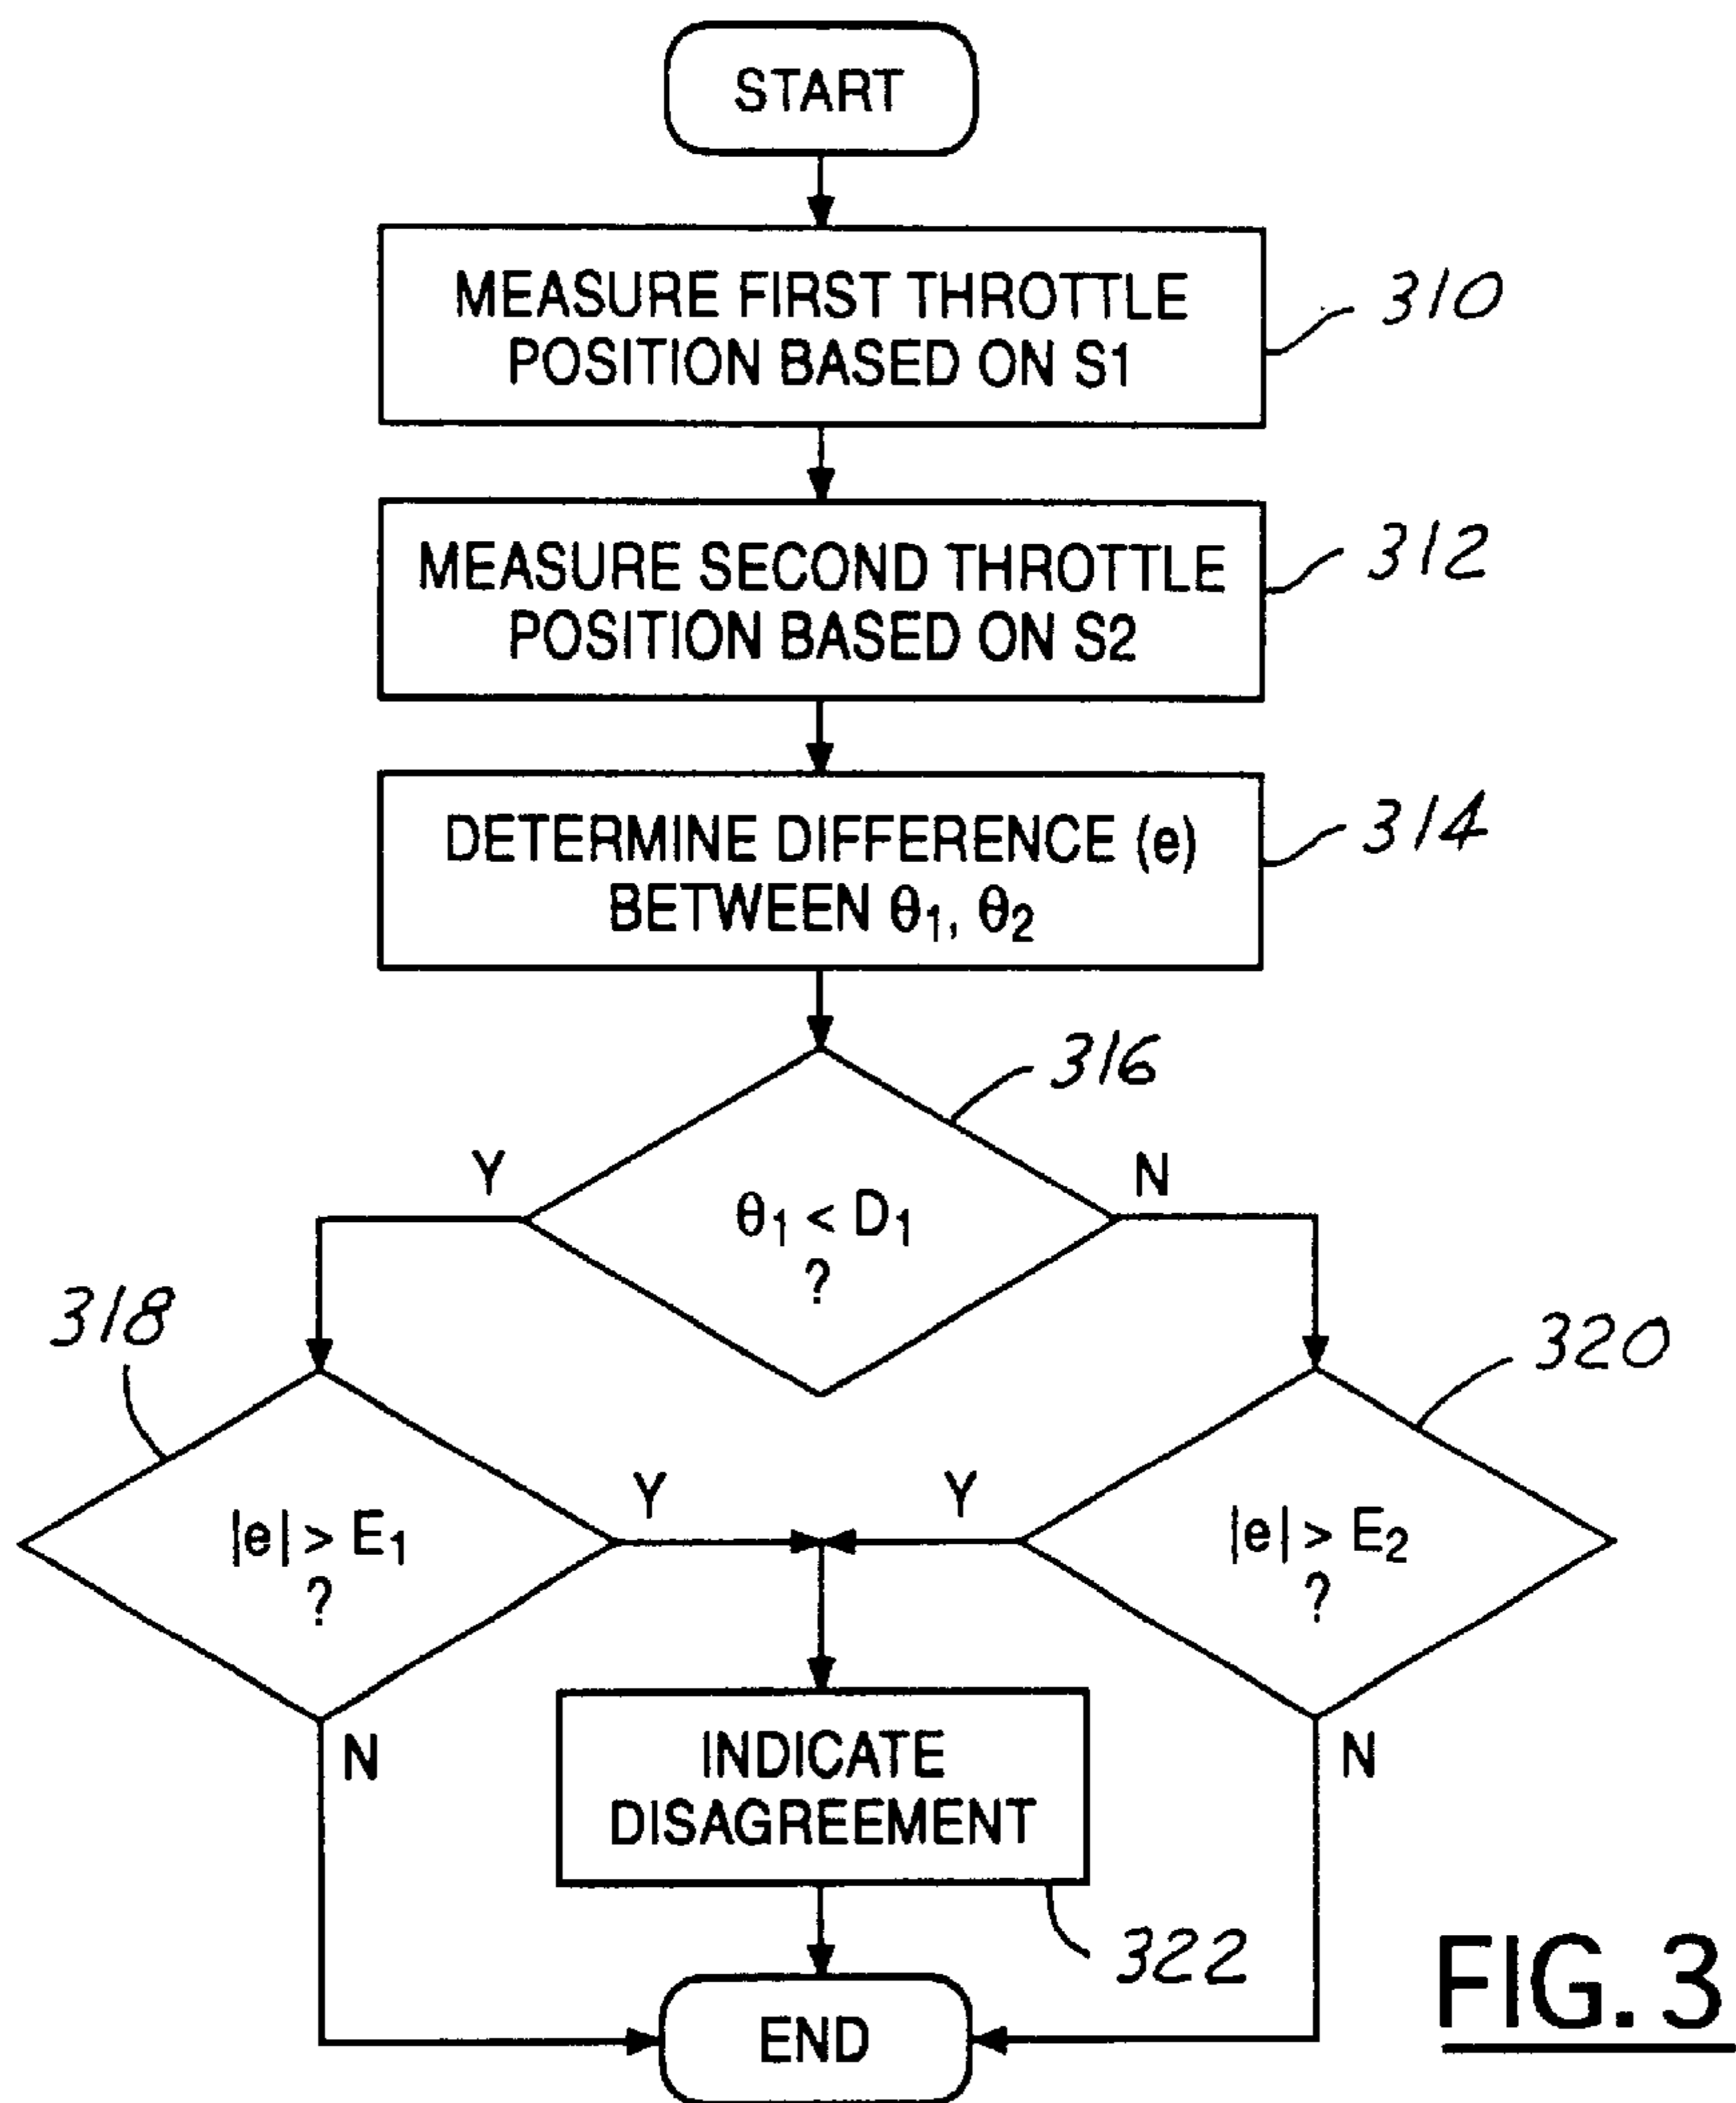 START
MEASURE FIRST THROTTLE
POSITION BASED ON S1
310
MEASURE SECOND THROTTLE
POSITION BASED ON S2
312
DETERMINE DIFFERENCE (e)
BETWEEN θ₁, θ₂
314
316
Y
N
θ₁ < D₁
?
318
320
Y
Y
|e| > E₁
?
|e| > E₂
?
N
N
INDICATE
DISAGREEMENT
322
END
FIG. 3